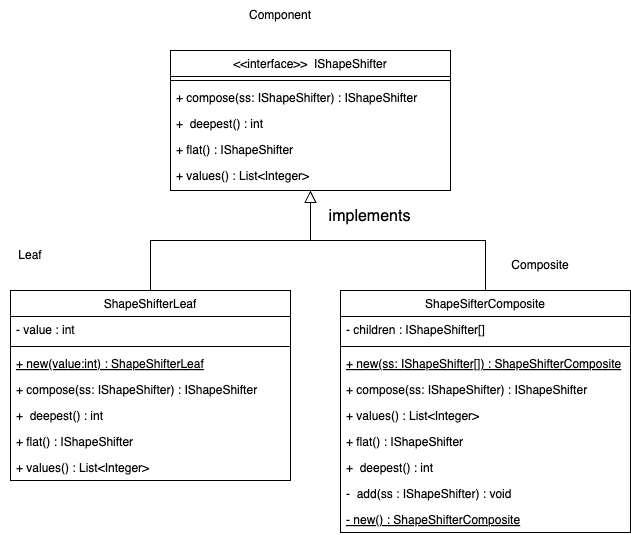 Component
<<interface>> IShapeShifter
+ compose(ss: IShapeShifter) : IShapeShifter
+ deepest() : int
+ flat() : IShapeShifter
+ values() : List<Integer>
implements
Leaf
Composite
ShapeShifterLeaf
- value : int
+ new(value:int) : ShapeShifterLeaf
+ compose(ss: IShapeShifter) : IShapeShifter
+ deepest() : int
+ flat() : IShapeShifter
+ values() : List<Integer>
ShapeSifterComposite
- children : IShapeShifter[]
+ new(ss: IShapeShifter[]) : ShapeShifterComposite
+ compose(ss: IShapeShifter) : IShapeShifter
+ values() : List<Integer>
+ flat() : IShapeShifter
+ deepest() : int
- add(ss : IShapeShifter) : void
- new() : ShapeShifterComposite